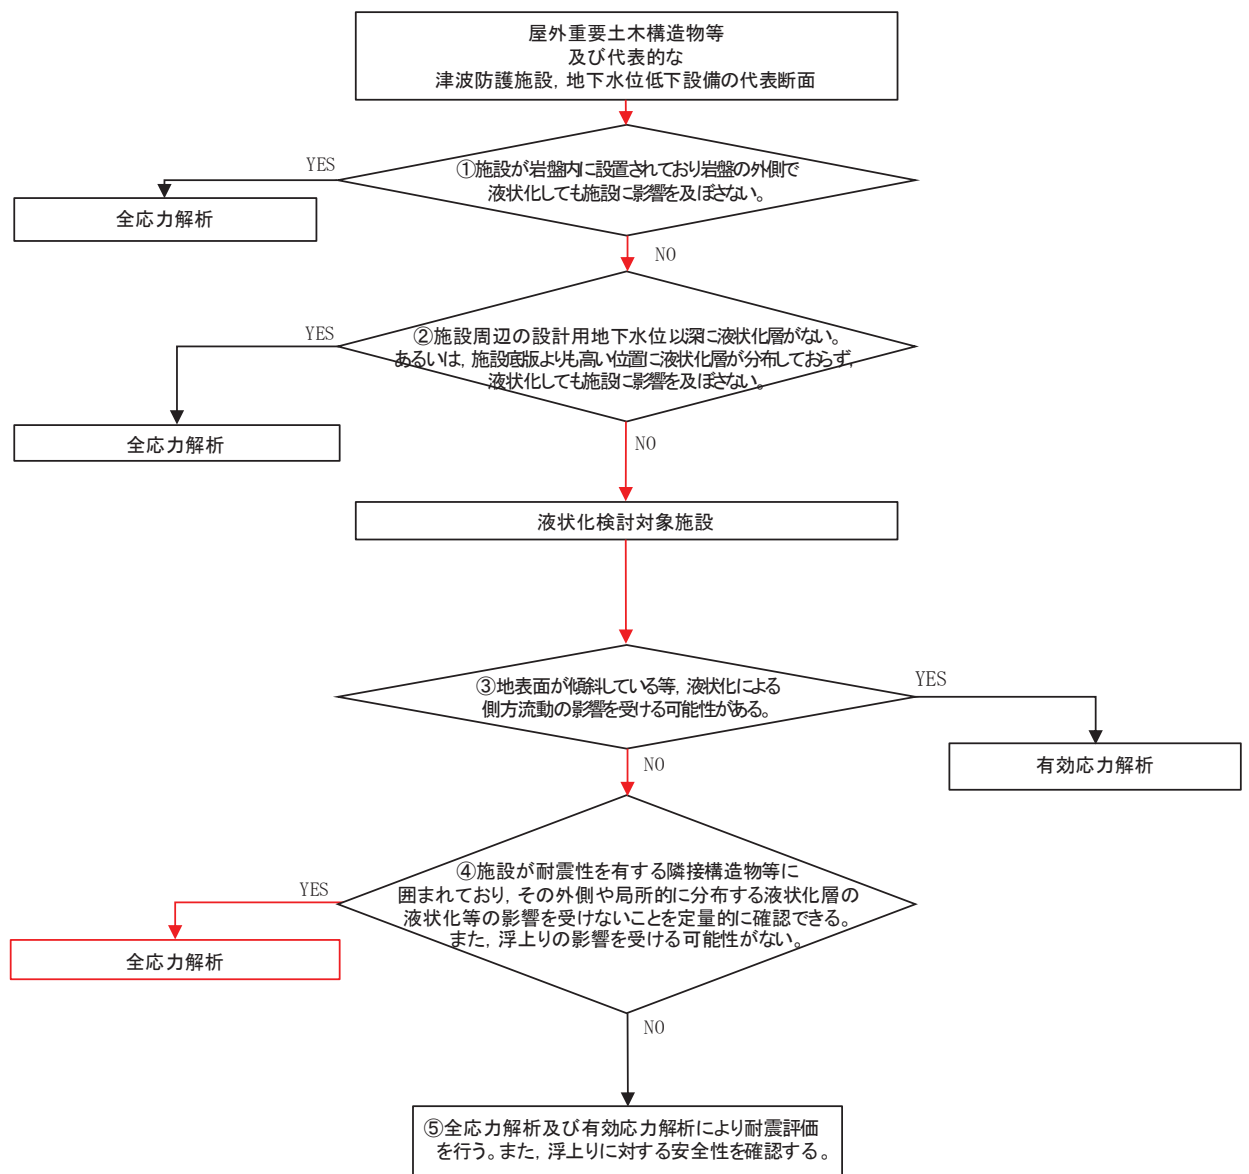 屋外重要土木構造物等
及び代表的な
津波防護施設，地下水位低下設備の代表断面
YES
①施設が岩盤内に設置されており岩盤の外側で
液状化しても施設に影響を及ぼさない。
全応力解析
NO
YES
②施設周辺の設計用地下水位以深に液状化層がない。
あるいは，施設底版よりも高い位置に液状化層が分布しておらず，
液状化しても施設に影響を及ぼさない。
全応力解析
NO
液状化検討対象施設
③地表面が傾斜している等，液状化による
側方流動の影響を受ける可能性がある。
YES
有効応力解析
NO
④施設が耐震性を有する隣接構造物等に
囲まれており，その外側や局所的に分布する液状化層の
液状化等の影響を受けないことを定量的に確認できる。
また，浮上りの影響を受ける可能性がない。
YES
全応力解析
NO
⑤全応力解析及び有効応力解析により耐震評価
を行う。また，浮上りに対する安全性を確認する。